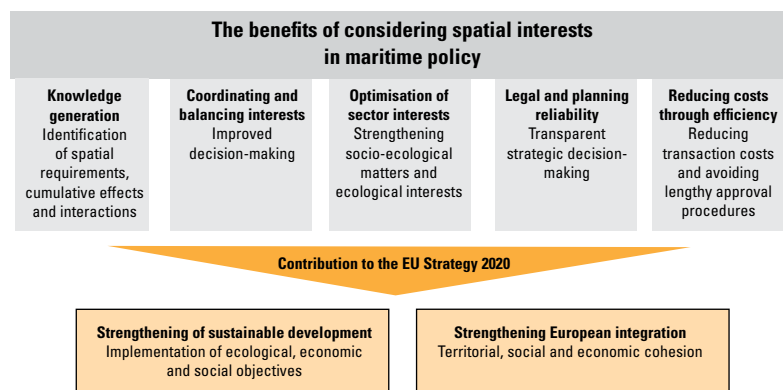 The benefits of considering spatial interests
in maritime policy
Knowledge
generation
Identification
of spatial
requirements,
cumulative effects
and interactions
Coordinating and
balancing interests
Improved
decision-making
Optimisation of
sector interests
Strengthening
socio-ecological
matters and
ecological interests
Legal and planning
reliability
Transparent
strategic decision-
making
Reducing costs
through efficiency
Reducing
transaction costs
and avoiding
lengthy approval
procedures
Contribution to the EU Strategy 2020
Strengthening of sustainable development
Implementation of ecological, economic
and social objectives
Strengthening European integration
Territorial, social and economic cohesion